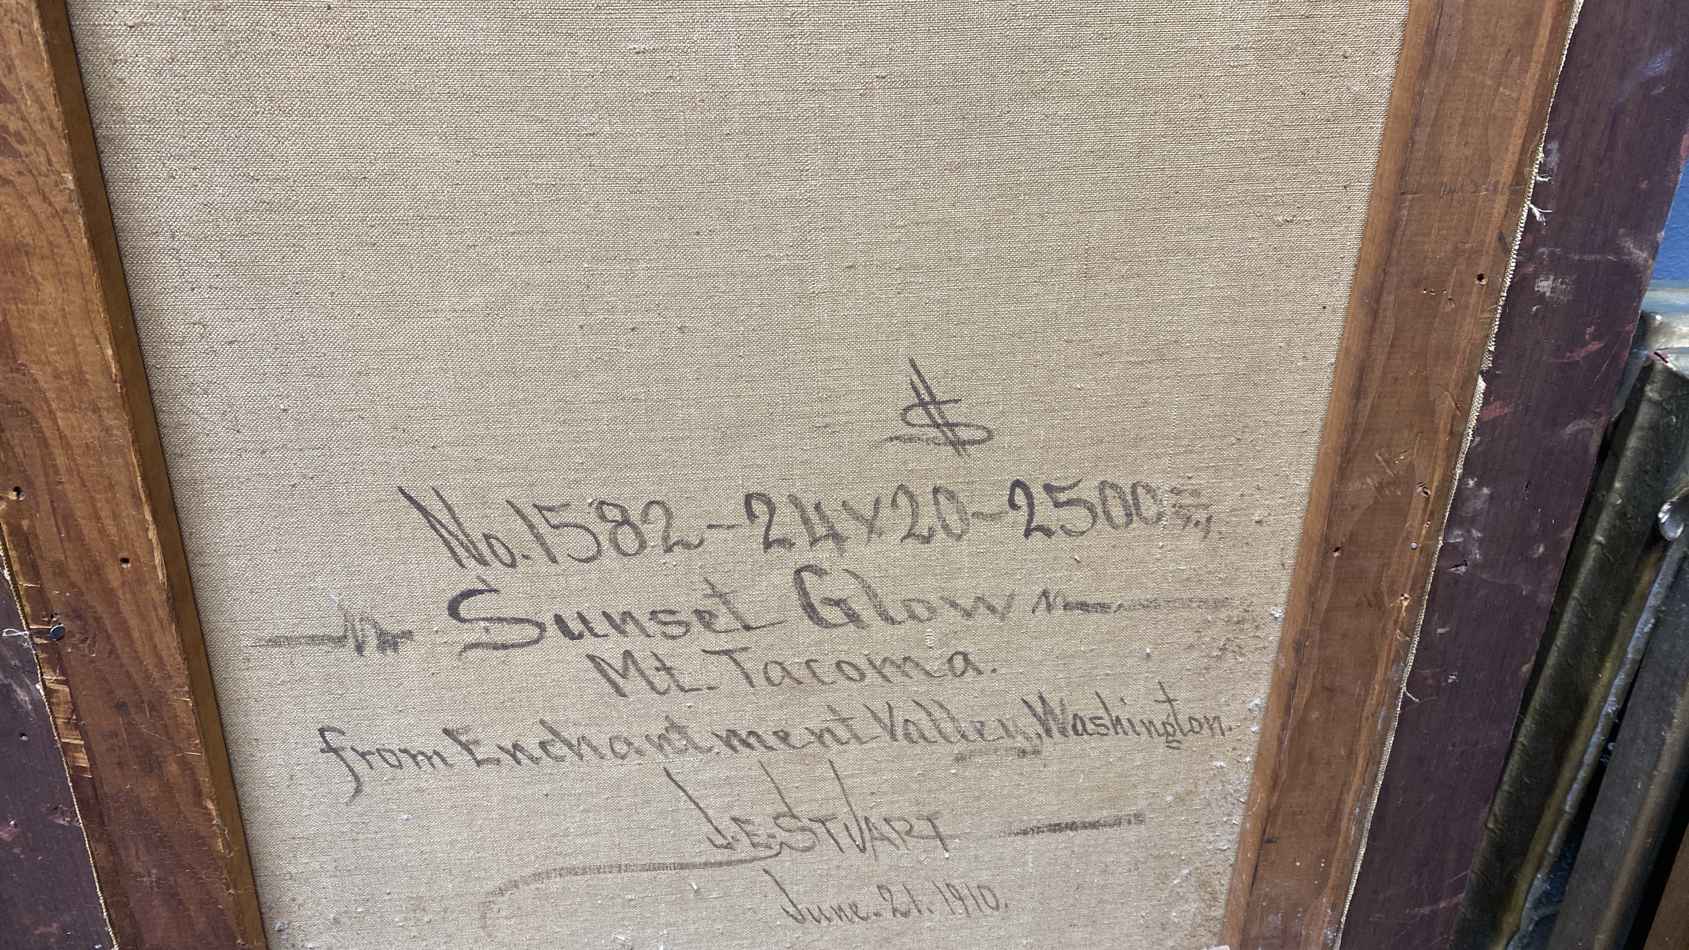 $
No. 1582-24x20-2500
Sunset Glow
Mt. Tacoma.
from Enchantment Valley, Washington.
J.E. STUART
June. 21. 1910.